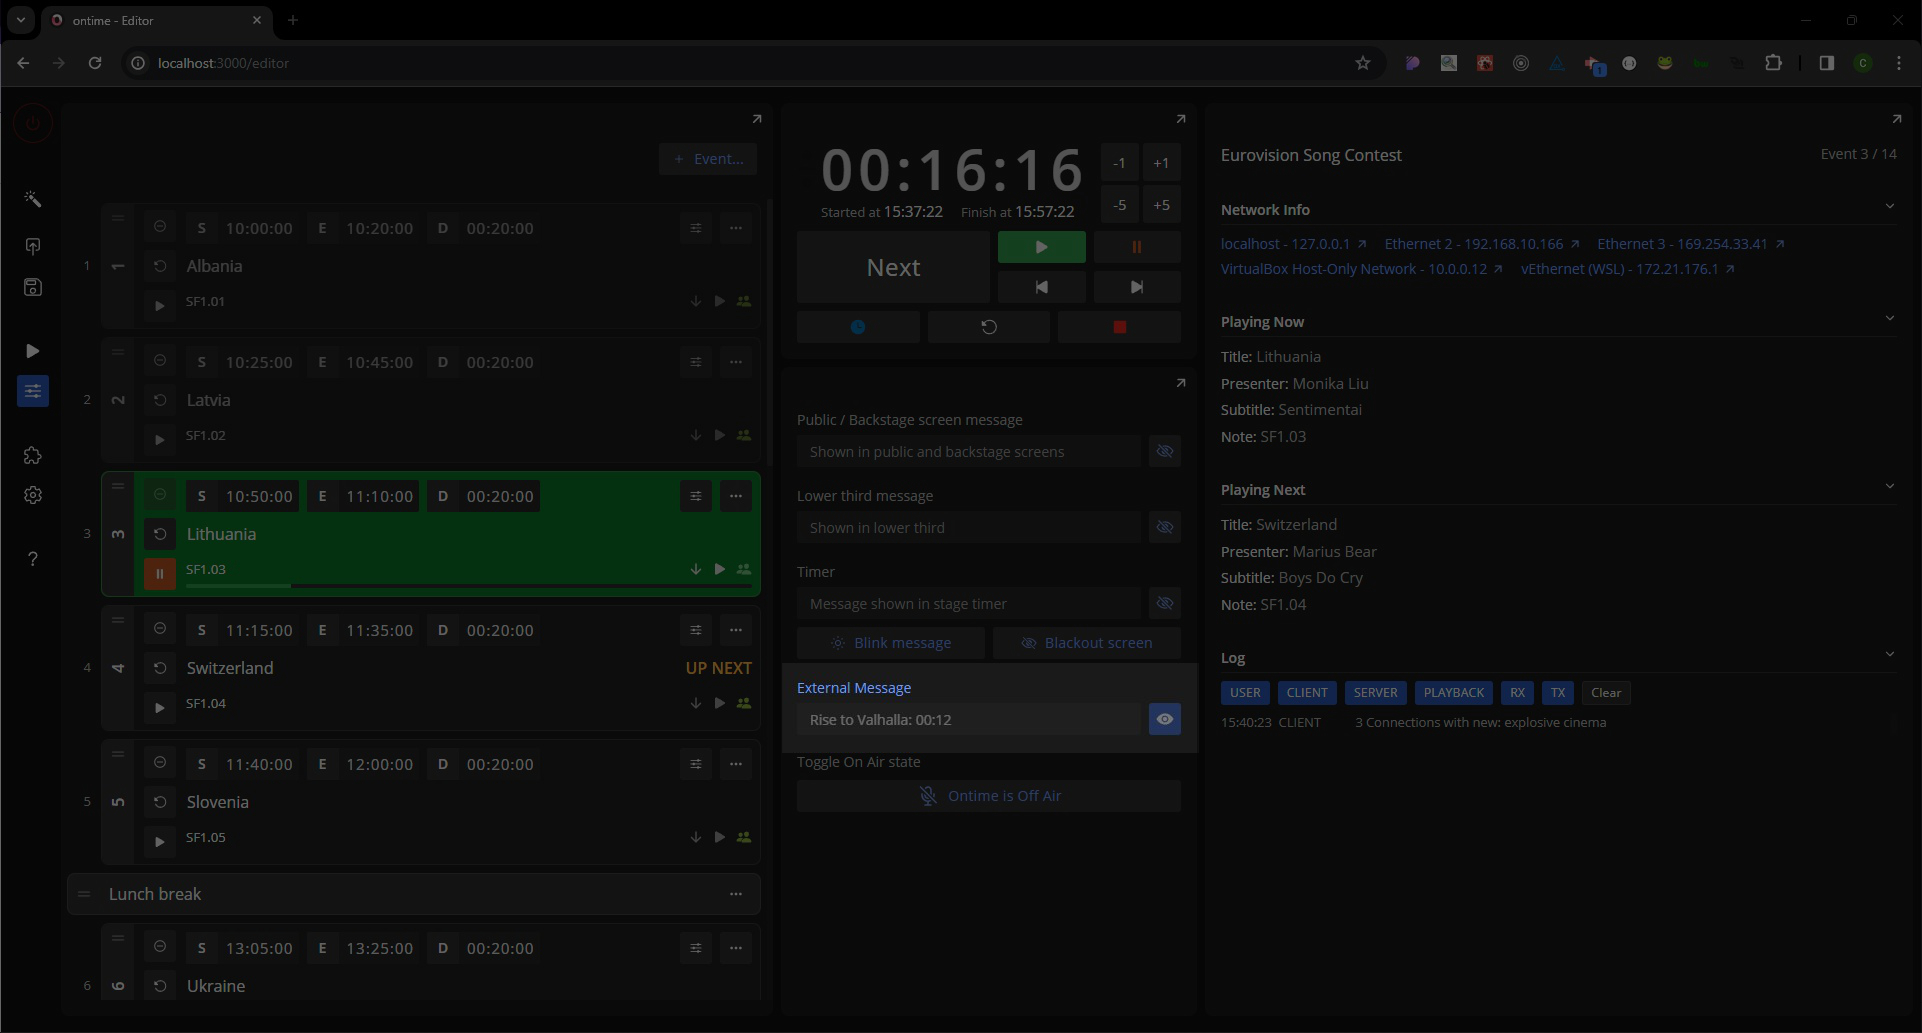 ontime - Editor
localhost:3000/editor
1
C
+ Event...
1
1
S 10:00:00 E 10:20:00 D 00:20:00
Albania
SF1.01
2
2
S 10:25:00 E 10:45:00 D 00:20:00
Latvia
SF1.02
3
3
S 10:50:00 E 11:10:00 D 00:20:00
Lithuania
SF1.03
4
4
S 11:15:00 E 11:35:00 D 00:20:00
Switzerland UP NEXT
SF1.04
5
5
S 11:40:00 E 12:00:00 D 00:20:00
Slovenia
SF1.05
Lunch break
6
6
S 13:05:00 E 13:25:00 D 00:20:00
Ukraine
?
00:16:16
-1 +1
-5 +5
Started at 15:37:22 Finish at 15:57:22
Next
Public / Backstage screen message
Shown in public and backstage screens
Lower third message
Shown in lower third
Timer
Message shown in stage timer
Blink message Blackout screen
External Message
Rise to Valhalla: 00:12
Toggle On Air state
Ontime is Off Air
Eurovision Song Contest Event 3 / 14
Network Info
localhost - 127.0.0.1 Ethernet 2 - 192.168.10.166 Ethernet 3 - 169.254.33.41
VirtualBox Host-Only Network - 10.0.0.12 vEthernet (WSL) - 172.21.176.1
Playing Now
Title: Lithuania
Presenter: Monika Liu
Subtitle: Sentimentai
Note: SF1.03
Playing Next
Title: Switzerland
Presenter: Marius Bear
Subtitle: Boys Do Cry
Note: SF1.04
Log
USER CLIENT SERVER PLAYBACK RX TX Clear
15:40:23 CLIENT 3 Connections with new: explosive cinema